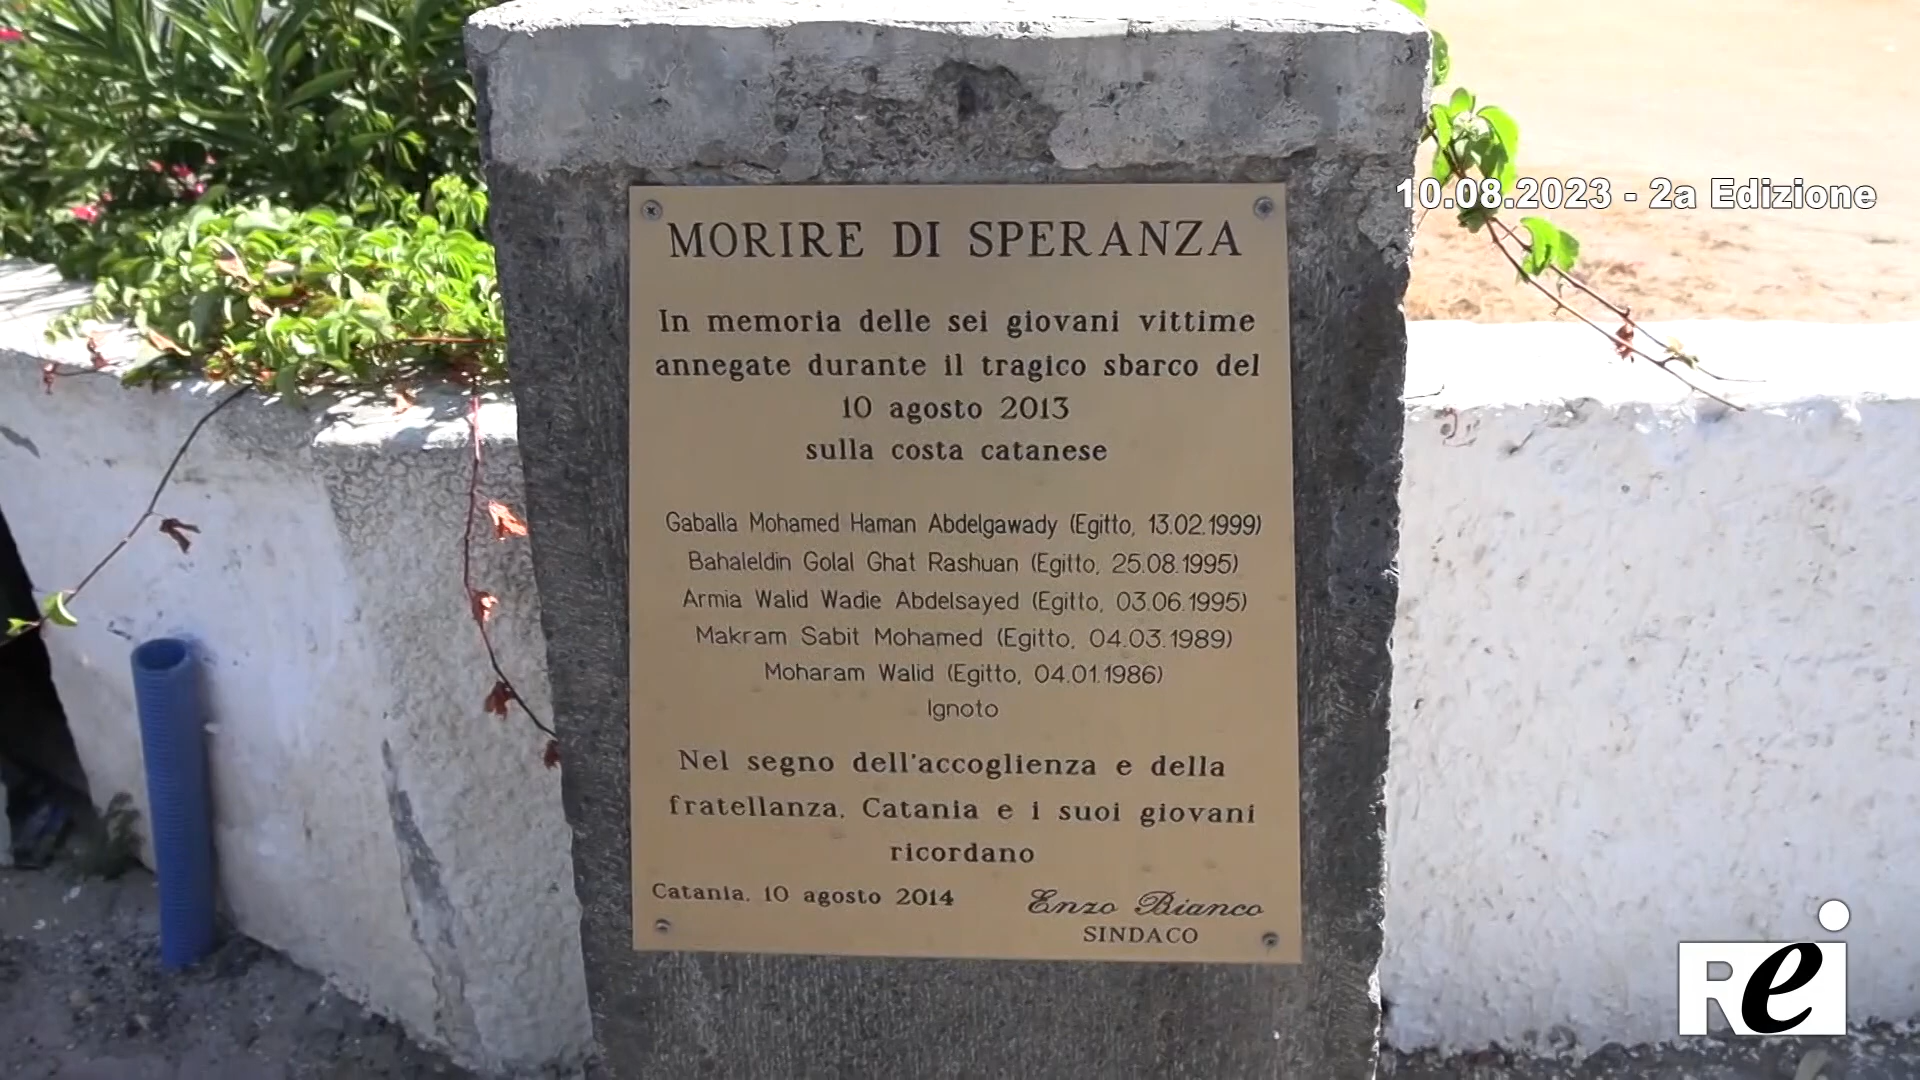 10.08.2023 - 2a Edizione
MORIRE DI SPERANZA
In memoria delle sei giovani vittime
annegate durante il tragico sbarco del
10 agosto 2013
sulla costa catanese
Gaballa Mohamed Haman Abdelgawady (Egitto, 13.02.1999)
Bahaleldin Golal Ghat Rashuan (Egitto, 25.08.1995)
Armia Walid Wadie Abdelsayed (Egitto, 03.06.1995)
Makram Sabit Mohamed (Egitto, 04.03.1989)
Moharam Walid (Egitto, 04.01.1986)
Ignoto
Nel segno dell'accoglienza e della
fratellanza, Catania e i suoi giovani
ricordano
Catania, 10 agosto 2014
Enzo Bianco
SINDACO
Rei